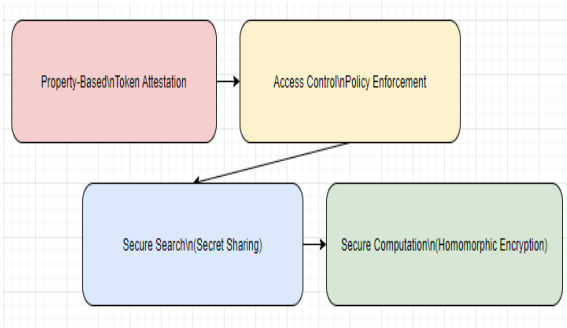 Property-Based\nToken Attestation
Access Control\nPolicy Enforcement
Secure Search\n(Secret Sharing)
Secure Computation\n(Homomorphic Encryption)